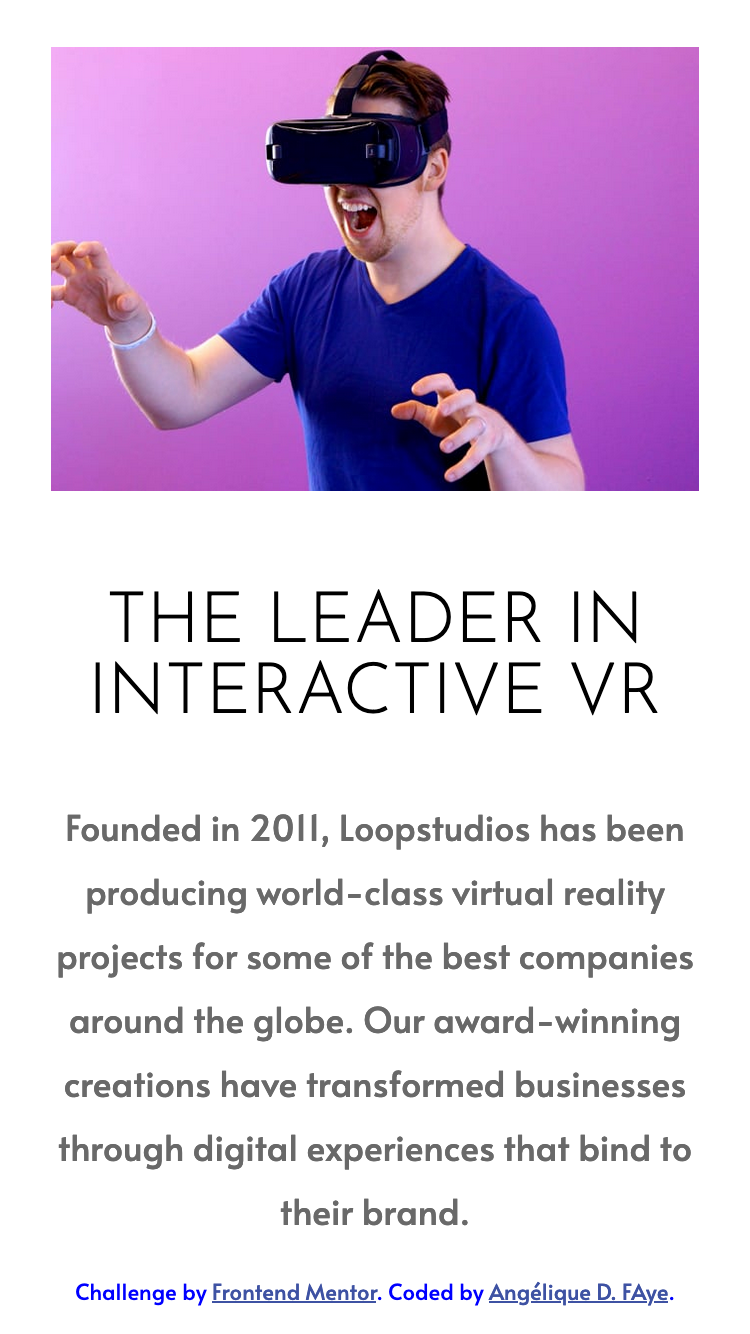 THE LEADER IN
INTERACTIVE VR
Founded in 2011, Loopstudios has been
producing world-class virtual reality
projects for some of the best companies
around the globe. Our award-winning
creations have transformed businesses
through digital experiences that bind to
their brand.
Challenge by Frontend Mentor. Coded by Angélique D. FAye.